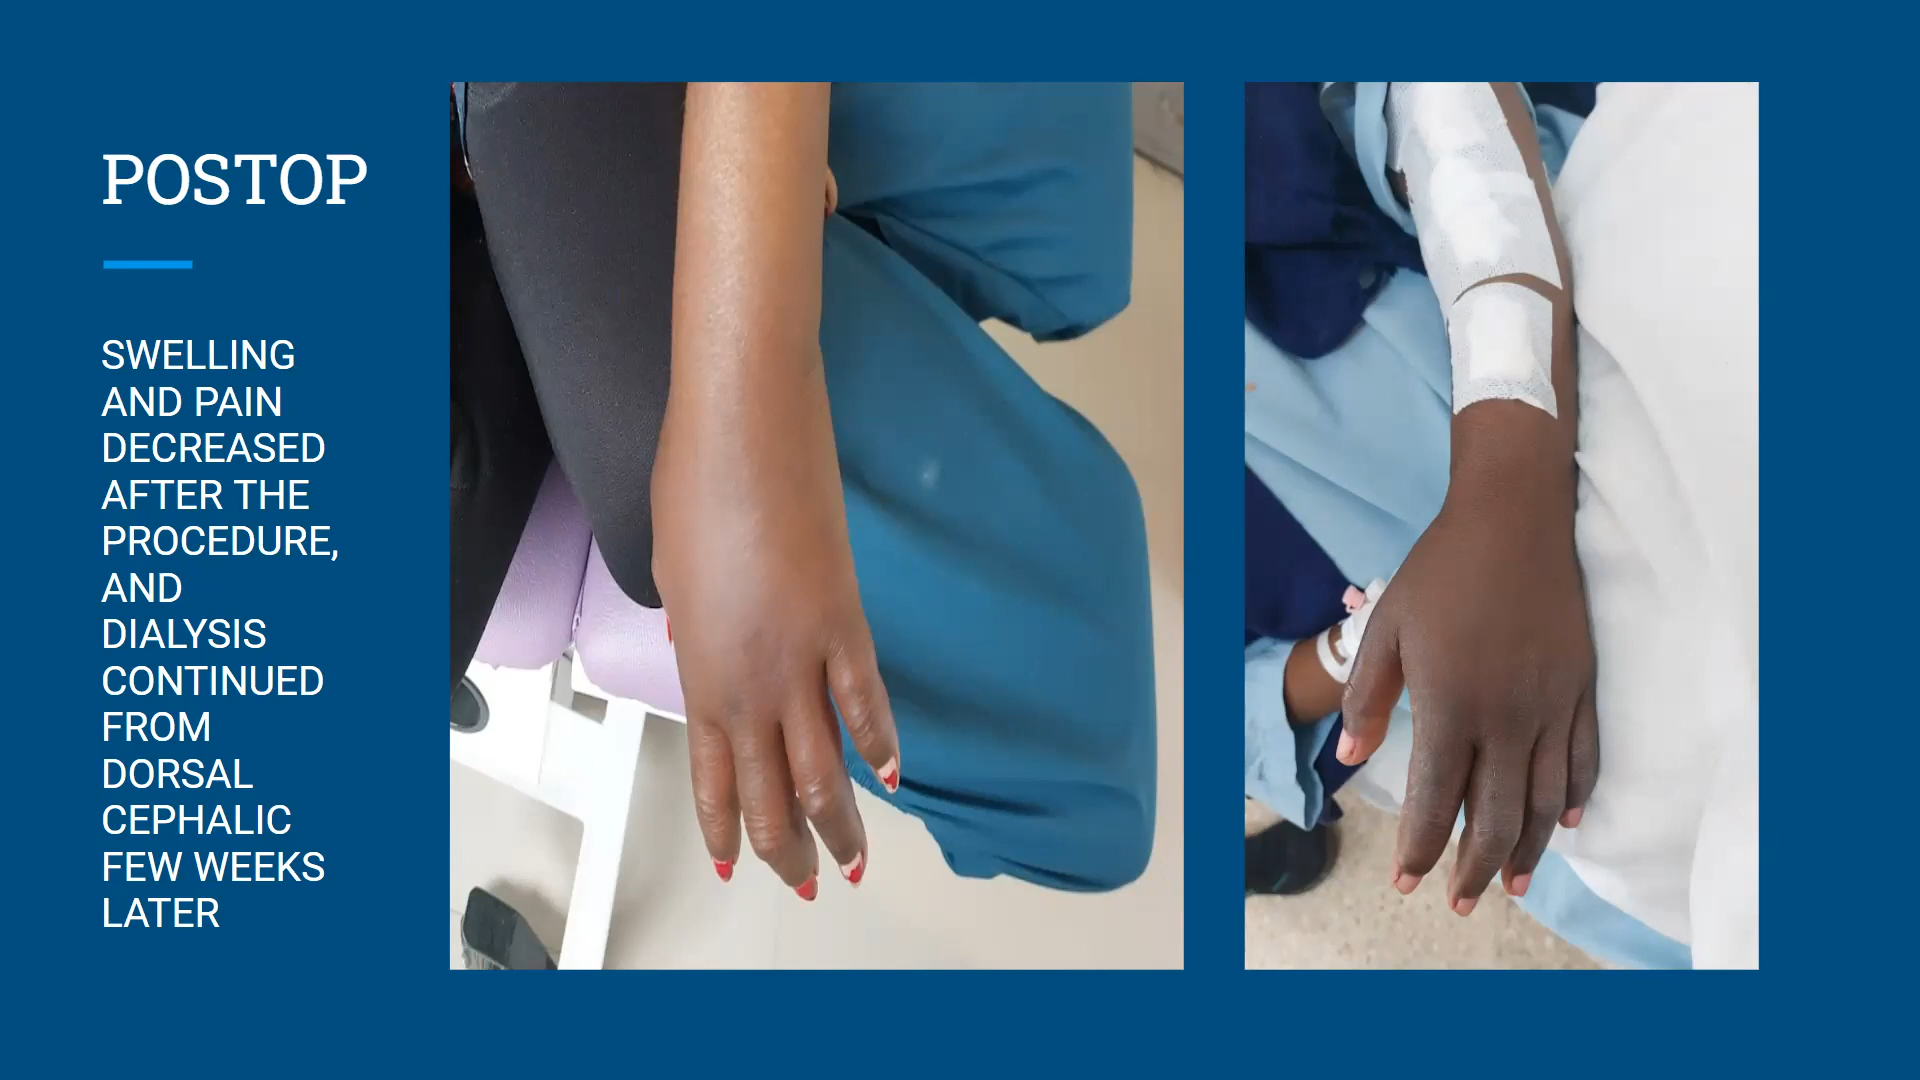 POSTOP
SWELLING
AND PAIN
DECREASED
AFTER THE
PROCEDURE,
AND
DIALYSIS
CONTINUED
FROM
DORSAL
CEPHALIC
FEW WEEKS
LATER